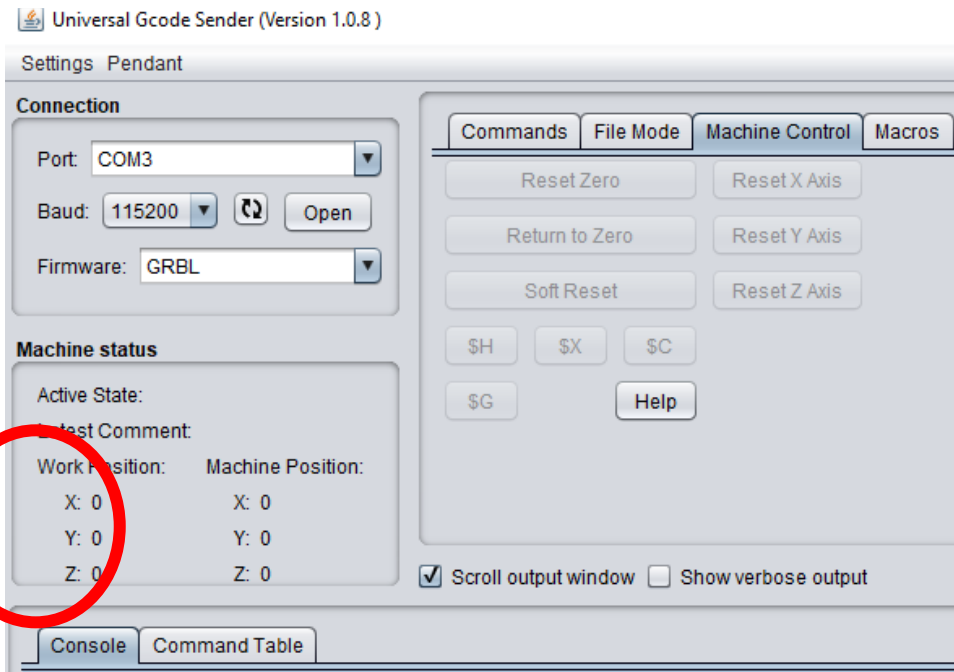 Universal Gcode Sender (Version 1.0.8 )
Settings Pendant
Connection
Port: COM3
Baud: 115200 Open
Firmware: GRBL
Machine status
Active State:
Latest Comment:
Work Position: Machine Position:
X: 0 X: 0
Y: 0 Y: 0
Z: 0 Z: 0
Commands File Mode Machine Control Macros
Reset Zero Reset X Axis
Return to Zero Reset Y Axis
Soft Reset Reset Z Axis
$H $X $C
$G Help
Scroll output window Show verbose output
Console Command Table